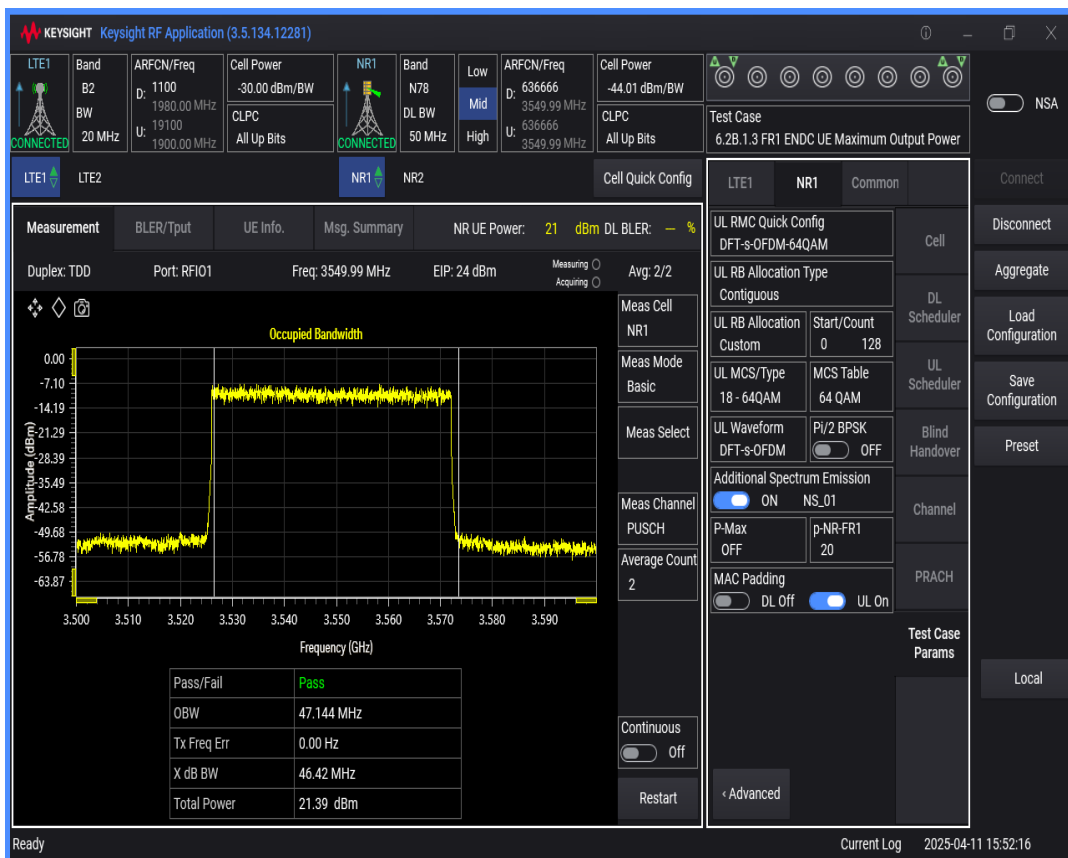 KEYSIGHT Keysight RF Application (3.5.134.12281)
LTE1
CONNECTED
Band
B2
BW
20 MHz
ARFCN/Freq
D: 1100
1980.00 MHz
U: 19100
1900.00 MHz
Cell Power
-30.00 dBm/BW
CLPC
All Up Bits
NR1
CONNECTED
Band
N78
DL BW
50 MHz
Low
Mid
High
ARFCN/Freq
D: 636666
3549.99 MHz
U: 636666
3549.99 MHz
Cell Power
-44.01 dBm/BW
CLPC
All Up Bits
Test Case
6.2B.1.3 FR1 ENDC UE Maximum Output Power
NSA
LTE1 LTE2 NR1 NR2 Cell Quick Config
Measurement BLER/Tput UE Info. Msg. Summary NR UE Power: 21 dBm DL BLER: — %
Duplex: TDD Port: RFIO1 Freq: 3549.99 MHz EIP: 24 dBm Measuring Avg: 2/2
Acquiring
Occupied Bandwidth
Amplitude (dBm)
0.00
-7.10
-14.19
-21.29
-28.39
-35.49
-42.58
-49.68
-56.78
-63.87
3.500 3.510 3.520 3.530 3.540 3.550 3.560 3.570 3.580 3.590
Frequency (GHz)
Pass/Fail Pass
OBW 47.144 MHz
Tx Freq Err 0.00 Hz
X dB BW 46.42 MHz
Total Power 21.39 dBm
Meas Cell
NR1
Meas Mode
Basic
Meas Select
Meas Channel
PUSCH
Average Count
2
Continuous
Off
Restart
LTE1 NR1 Common
UL RMC Quick Config
DFT-s-OFDM-64QAM
UL RB Allocation Type
Contiguous
UL RB Allocation Start/Count
Custom 0 128
UL MCS/Type MCS Table
18 - 64QAM 64 QAM
UL Waveform Pi/2 BPSK
DFT-s-OFDM OFF
Additional Spectrum Emission
ON NS_01
P-Max p-NR-FR1
OFF 20
MAC Padding
DL Off UL On
‹ Advanced
Cell
DL
Scheduler
UL
Scheduler
Blind
Handover
Channel
PRACH
Test Case
Params
Connect
Disconnect
Aggregate
Load
Configuration
Save
Configuration
Preset
Local
Ready Current Log 2025-04-11 15:52:16